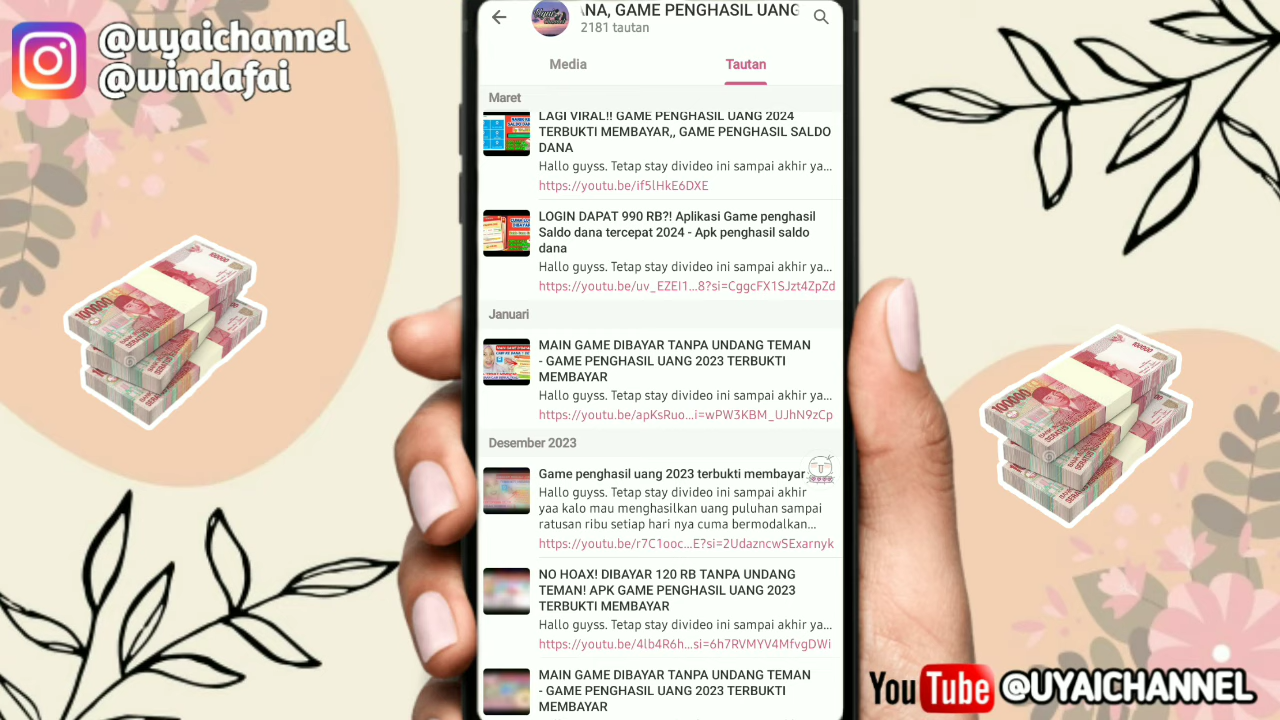 @uyaichannel
@windafai
ANA, GAME PENGHASIL UANG
2181 tautan
Media
Tautan
Maret
LAGI VIRAL!! GAME PENGHASIL UANG 2024
TERBUKTI MEMBAYAR,, GAME PENGHASIL SALDO
DANA
Hallo guyss. Tetap stay divideo ini sampai akhir ya...
https://youtu.be/if5lHkE6DXE
LOGIN DAPAT 990 RB?! Aplikasi Game penghasil
Saldo dana tercepat 2024 - Apk penghasil saldo
dana
Hallo guyss. Tetap stay divideo ini sampai akhir ya...
https://youtu.be/uv_EZEI1...8?si=CggcFX1SJzt4ZpZd
Januari
MAIN GAME DIBAYAR TANPA UNDANG TEMAN
- GAME PENGHASIL UANG 2023 TERBUKTI
MEMBAYAR
Hallo guyss. Tetap stay divideo ini sampai akhir ya...
https://youtu.be/apKsRuo...i=wPW3KBM_UJhN9zCp
Desember 2023
Game penghasil uang 2023 terbukti membayar
Hallo guyss. Tetap stay divideo ini sampai akhir
yaa kalo mau menghasilkan uang puluhan sampai
ratusan ribu setiap hari nya cuma bermodalkan...
https://youtu.be/r7C1ooc...E?si=2UdazncwSExarnyk
NO HOAX! DIBAYAR 120 RB TANPA UNDANG
TEMAN! APK GAME PENGHASIL UANG 2023
TERBUKTI MEMBAYAR
Hallo guyss. Tetap stay divideo ini sampai akhir ya...
https://youtu.be/4lb4R6h...si=6h7RVMYV4MfvgDWi
MAIN GAME DIBAYAR TANPA UNDANG TEMAN
- GAME PENGHASIL UANG 2023 TERBUKTI
MEMBAYAR
100000
100000
YouTube @UYAICHANNEL